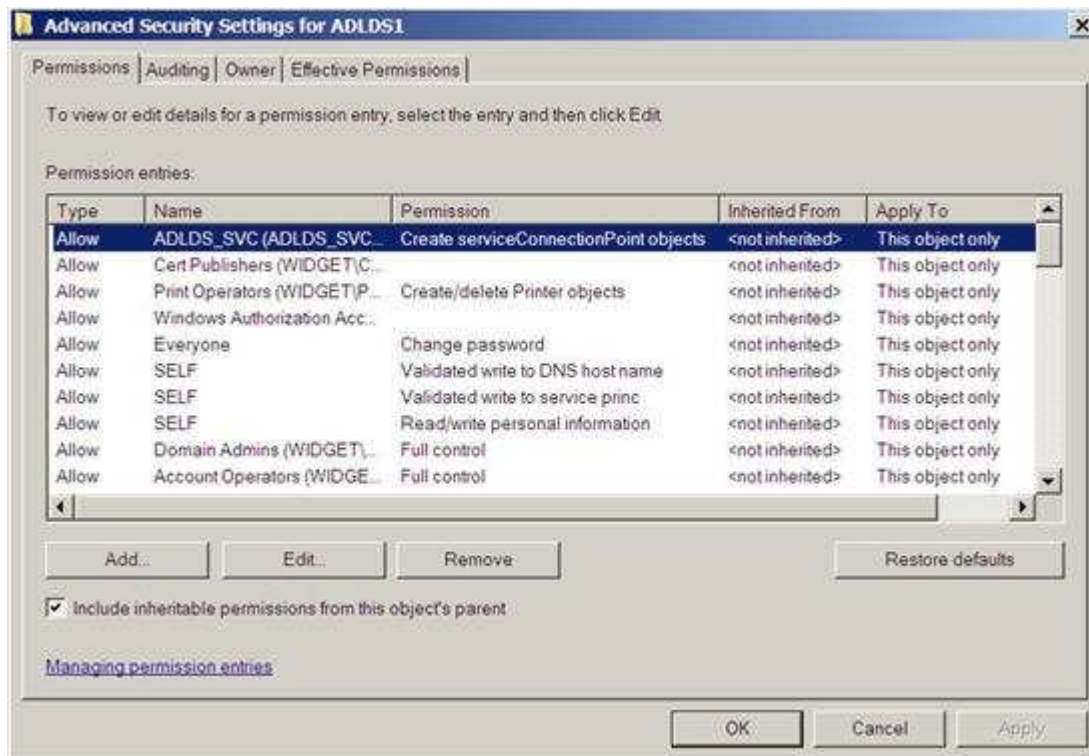 Advanced Security Settings for ADLDS1
Permissions Auditing Owner Effective Permissions
To view or edit details for a permission entry, select the entry and then click Edit.
Permission entries:
Type Name Permission Inherited From Apply To
Allow ADLDS_SVC (ADLDS_SVC... Create serviceConnectionPoint objects <not inherited> This object only
Allow Cert Publishers (WIDGET\C... <not inherited> This object only
Allow Print Operators (WIDGET\P... Create/delete Printer objects <not inherited> This object only
Allow Windows Authorization Acc... <not inherited> This object only
Allow Everyone Change password <not inherited> This object only
Allow SELF Validated write to DNS host name <not inherited> This object only
Allow SELF Validated write to service princ <not inherited> This object only
Allow SELF Read/write personal information <not inherited> This object only
Allow Domain Admins (WIDGET\... Full control <not inherited> This object only
Allow Account Operators (WIDGE... Full control <not inherited> This object only
Add... Edit... Remove Restore defaults
Include inheritable permissions from this object's parent
Managing permission entries
OK Cancel Apply